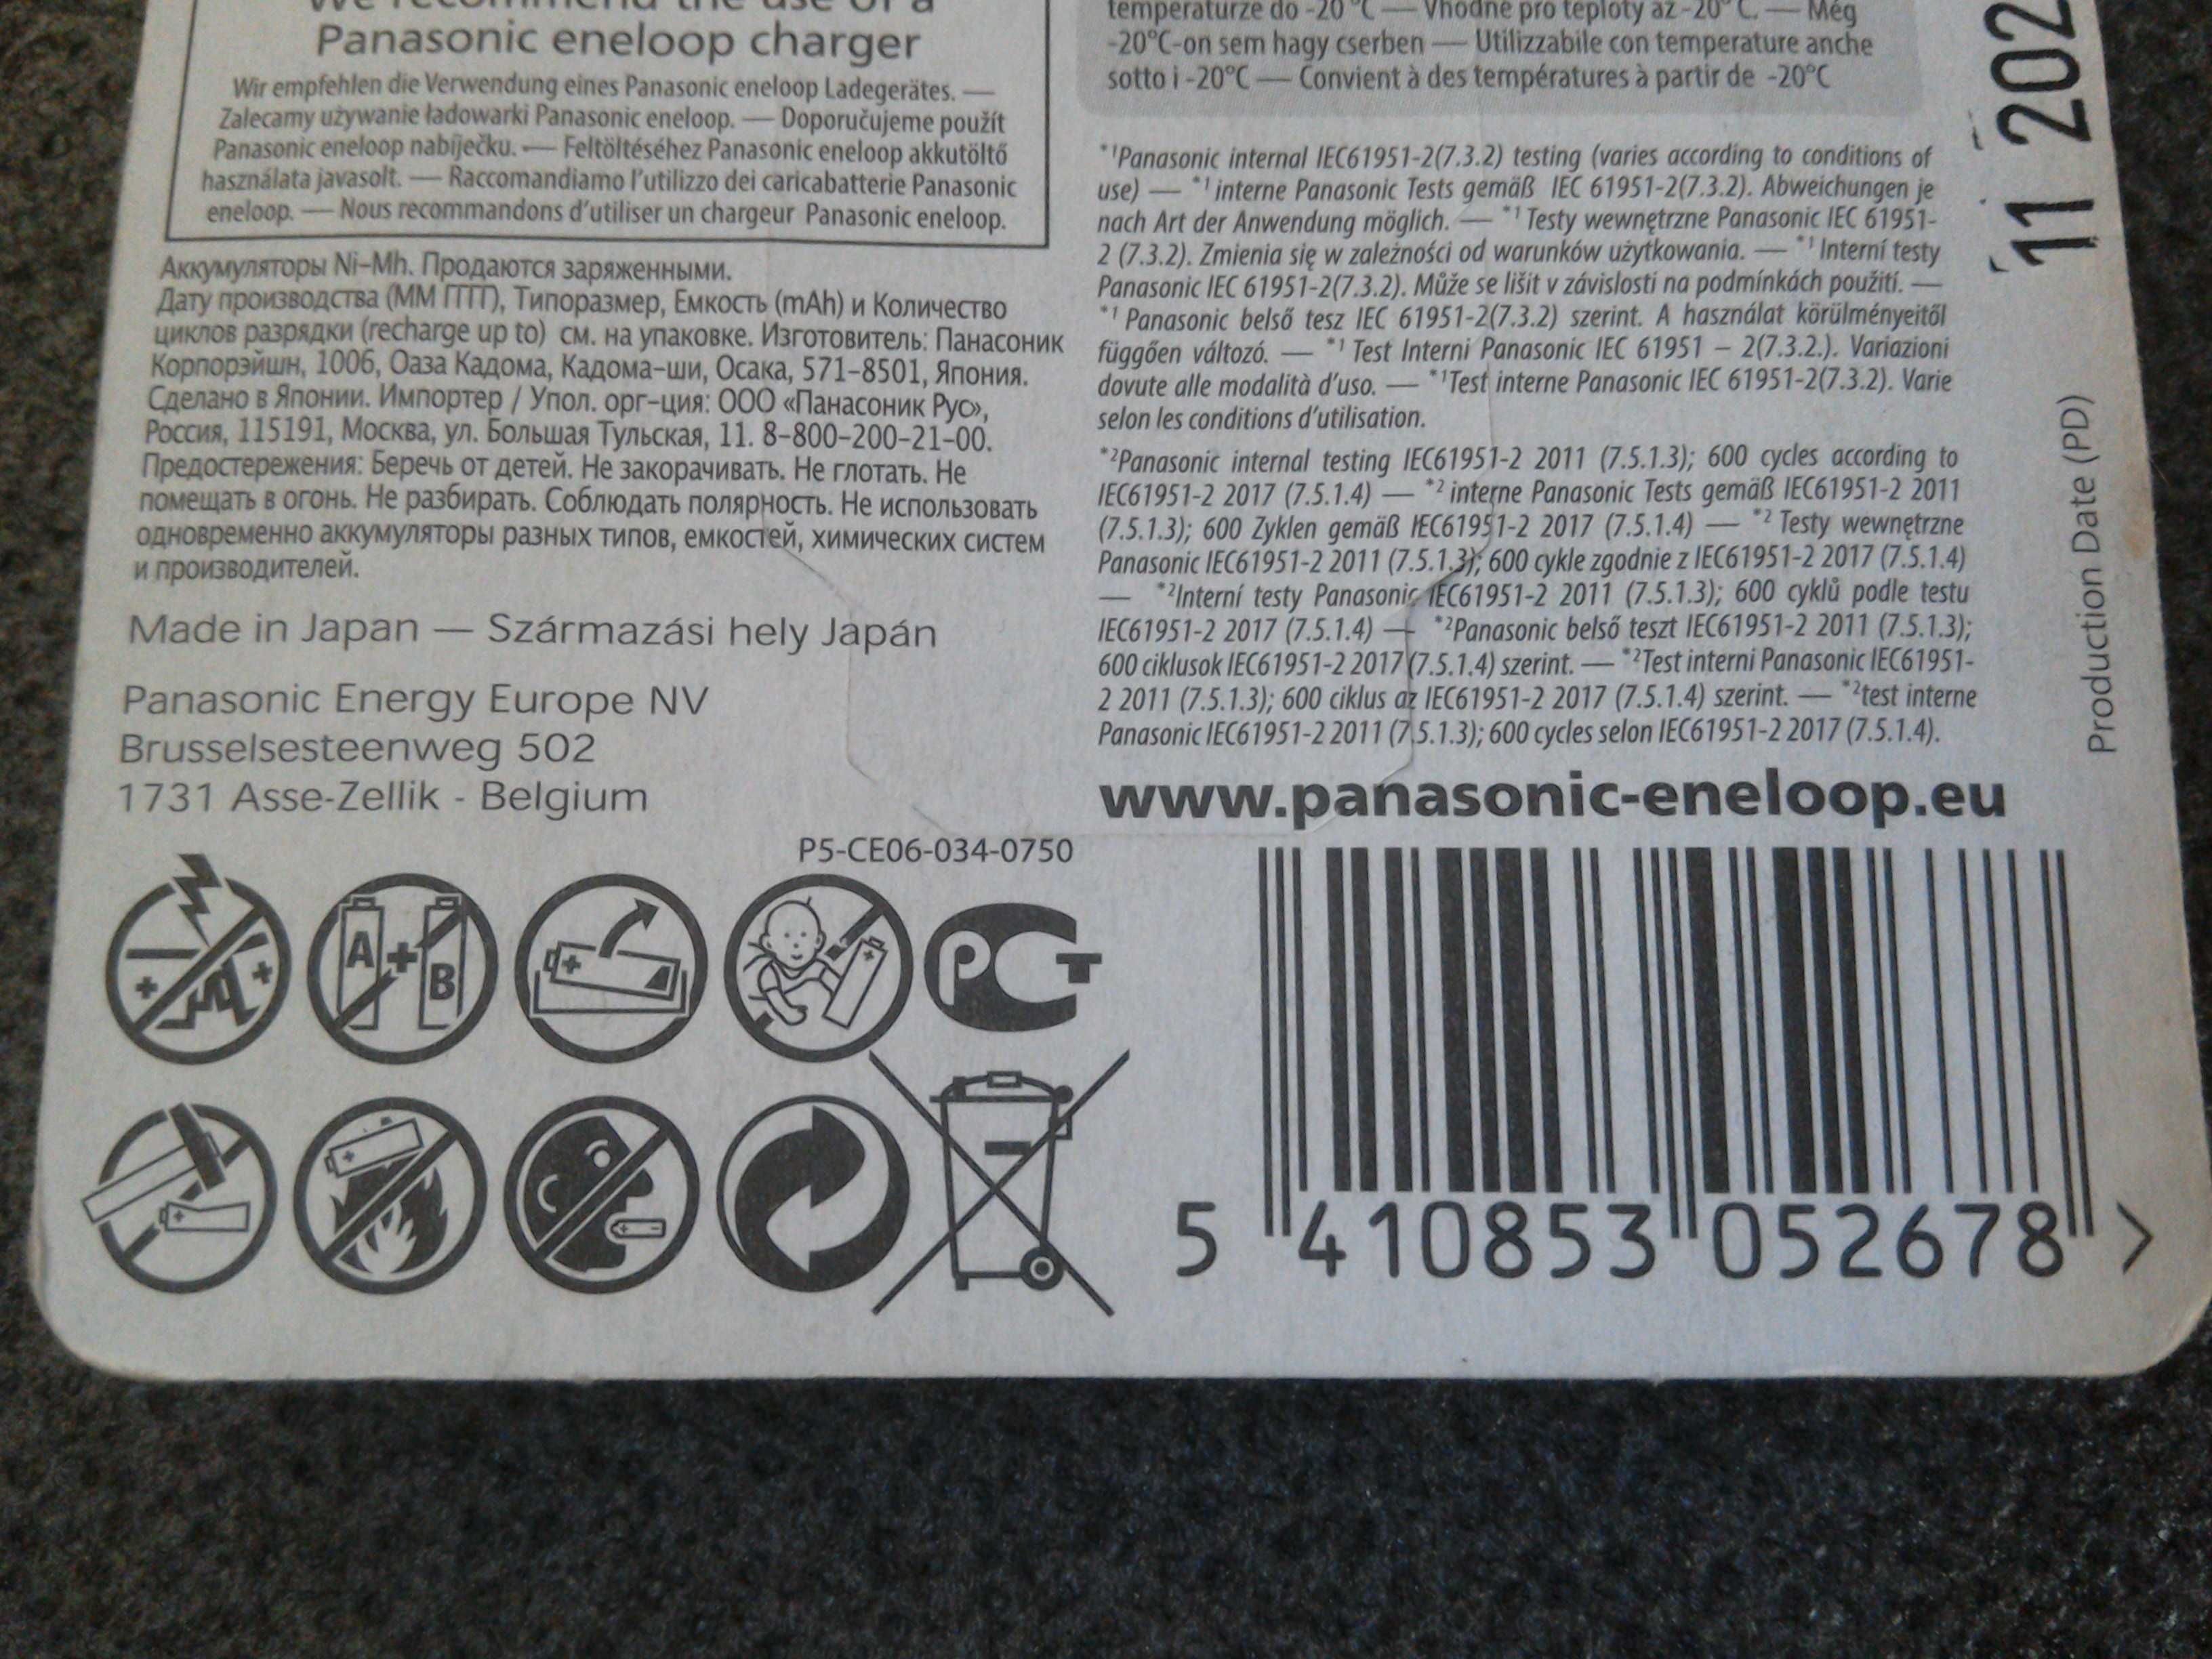 We recommend the use of a
Panasonic eneloop charger
Wir empfehlen die Verwendung eines Panasonic eneloop Ladegerätes. —
Zalecamy używanie ładowarki Panasonic eneloop. — Doporučujeme použít
Panasonic eneloop nabíječku. — Feltöltéséhez Panasonic eneloop akkutöltő
használata javasolt. — Raccomandiamo l'utilizzo dei caricabatterie Panasonic
eneloop. — Nous recommandons d'utiliser un chargeur Panasonic eneloop.
Аккумуляторы Ni-Mh. Продаются заряженными.
Дату производства (ММ ГГГГ), Типоразмер, Емкость (mAh) и Количество
циклов разрядки (recharge up to) см. на упаковке. Изготовитель: Панасоник
Корпорэйшн, 1006, Оаза Кадома, Кадома-ши, Осака, 571-8501, Япония.
Сделано в Японии. Импортер / Упол. орг-ция: ООО «Панасоник Рус»,
Россия, 115191, Москва, ул. Большая Тульская, 11. 8-800-200-21-00.
Предостережения: Беречь от детей. Не закорачивать. Не глотать. Не
помещать в огонь. Не разбирать. Соблюдать полярность. Не использовать
одновременно аккумуляторы разных типов, емкостей, химических систем
и производителей.
Made in Japan — Származási hely Japán
Panasonic Energy Europe NV
Brusselsesteenweg 502
1731 Asse-Zellik - Belgium
P5-CE06-034-0750
A + B
PCT
temperaturze do -20 °C — Vhodné pro teploty až -20° C. — Még
-20°C-on sem hagy cserben — Utilizzabile con temperature anche
sotto i -20°C — Convient à des températures à partir de -20°C
*1Panasonic internal IEC61951-2(7.3.2) testing (varies according to conditions of
use) — *1 interne Panasonic Tests gemäß IEC 61951-2(7.3.2). Abweichungen je
nach Art der Anwendung möglich. — *1 Testy wewnętrzne Panasonic IEC 61951-
2 (7.3.2). Zmienia się w zależności od warunków użytkowania. — *1 Interní testy
Panasonic IEC 61951-2(7.3.2). Může se lišit v závislosti na podmínkách použití. —
*1 Panasonic belső tesz IEC 61951-2(7.3.2) szerint. A használat körülményeitől
függően változó. — *1 Test Interni Panasonic IEC 61951 – 2(7.3.2.). Variazioni
dovute alle modalità d'uso. — *1Test interne Panasonic IEC 61951-2(7.3.2). Varie
selon les conditions d'utilisation.
*2Panasonic internal testing IEC61951-2 2011 (7.5.1.3); 600 cycles according to
IEC61951-2 2017 (7.5.1.4) — *2 interne Panasonic Tests gemäß IEC61951-2 2011
(7.5.1.3); 600 Zyklen gemäß IEC61951-2 2017 (7.5.1.4) — *2 Testy wewnętrzne
Panasonic IEC61951-2 2011 (7.5.1.3); 600 cykle zgodnie z IEC61951-2 2017 (7.5.1.4)
— *2Interní testy Panasonic IEC61951-2 2011 (7.5.1.3); 600 cyklů podle testu
IEC61951-2 2017 (7.5.1.4) — *2Panasonic belső teszt IEC61951-2 2011 (7.5.1.3);
600 ciklusok IEC61951-2 2017 (7.5.1.4) szerint. — *2Test interni Panasonic IEC61951-
2 2011 (7.5.1.3); 600 ciklus az IEC61951-2 2017 (7.5.1.4) szerint. — *2test interne
Panasonic IEC61951-2 2011 (7.5.1.3); 600 cycles selon IEC61951-2 2017 (7.5.1.4).
www.panasonic-eneloop.eu
5 410853 052678 >
11 202
Production Date (PD)